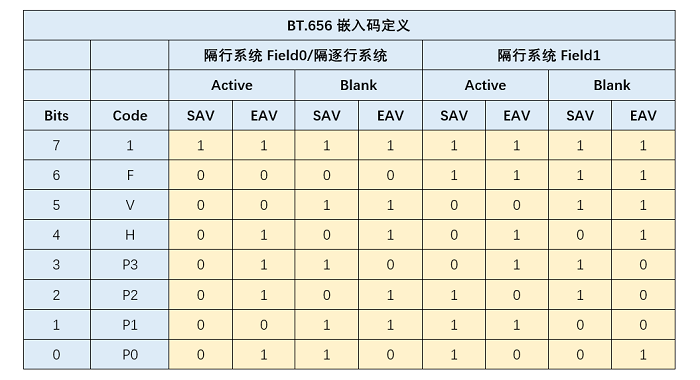 BT.656 嵌入码定义
隔行系统 Field0/隔逐行系统 隔行系统 Field1
Active Blank Active Blank
Bits Code SAV EAV SAV EAV SAV EAV SAV EAV
7 1 1 1 1 1 1 1 1 1
6 F 0 0 0 0 1 1 1 1
5 V 0 0 1 1 0 0 1 1
4 H 0 1 0 1 0 1 0 1
3 P3 0 1 1 0 0 1 1 0
2 P2 0 1 0 1 1 0 1 0
1 P1 0 0 1 1 1 1 0 0
0 P0 0 1 1 0 1 0 0 1